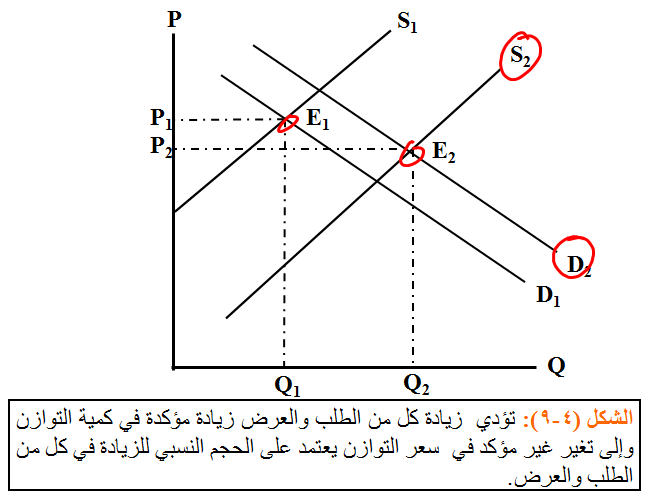 P
S₁
S₂
P₁
E₁
P₂
E₂
D₂
D₁
Q
Q₁
Q₂
الشكل (٤-٩): تؤدي زيادة كل من الطلب والعرض زيادة مؤكدة في كمية التوازن
وإلى تغير غير مؤكد في سعر التوازن يعتمد على الحجم النسبي للزيادة في كل من
الطلب والعرض.